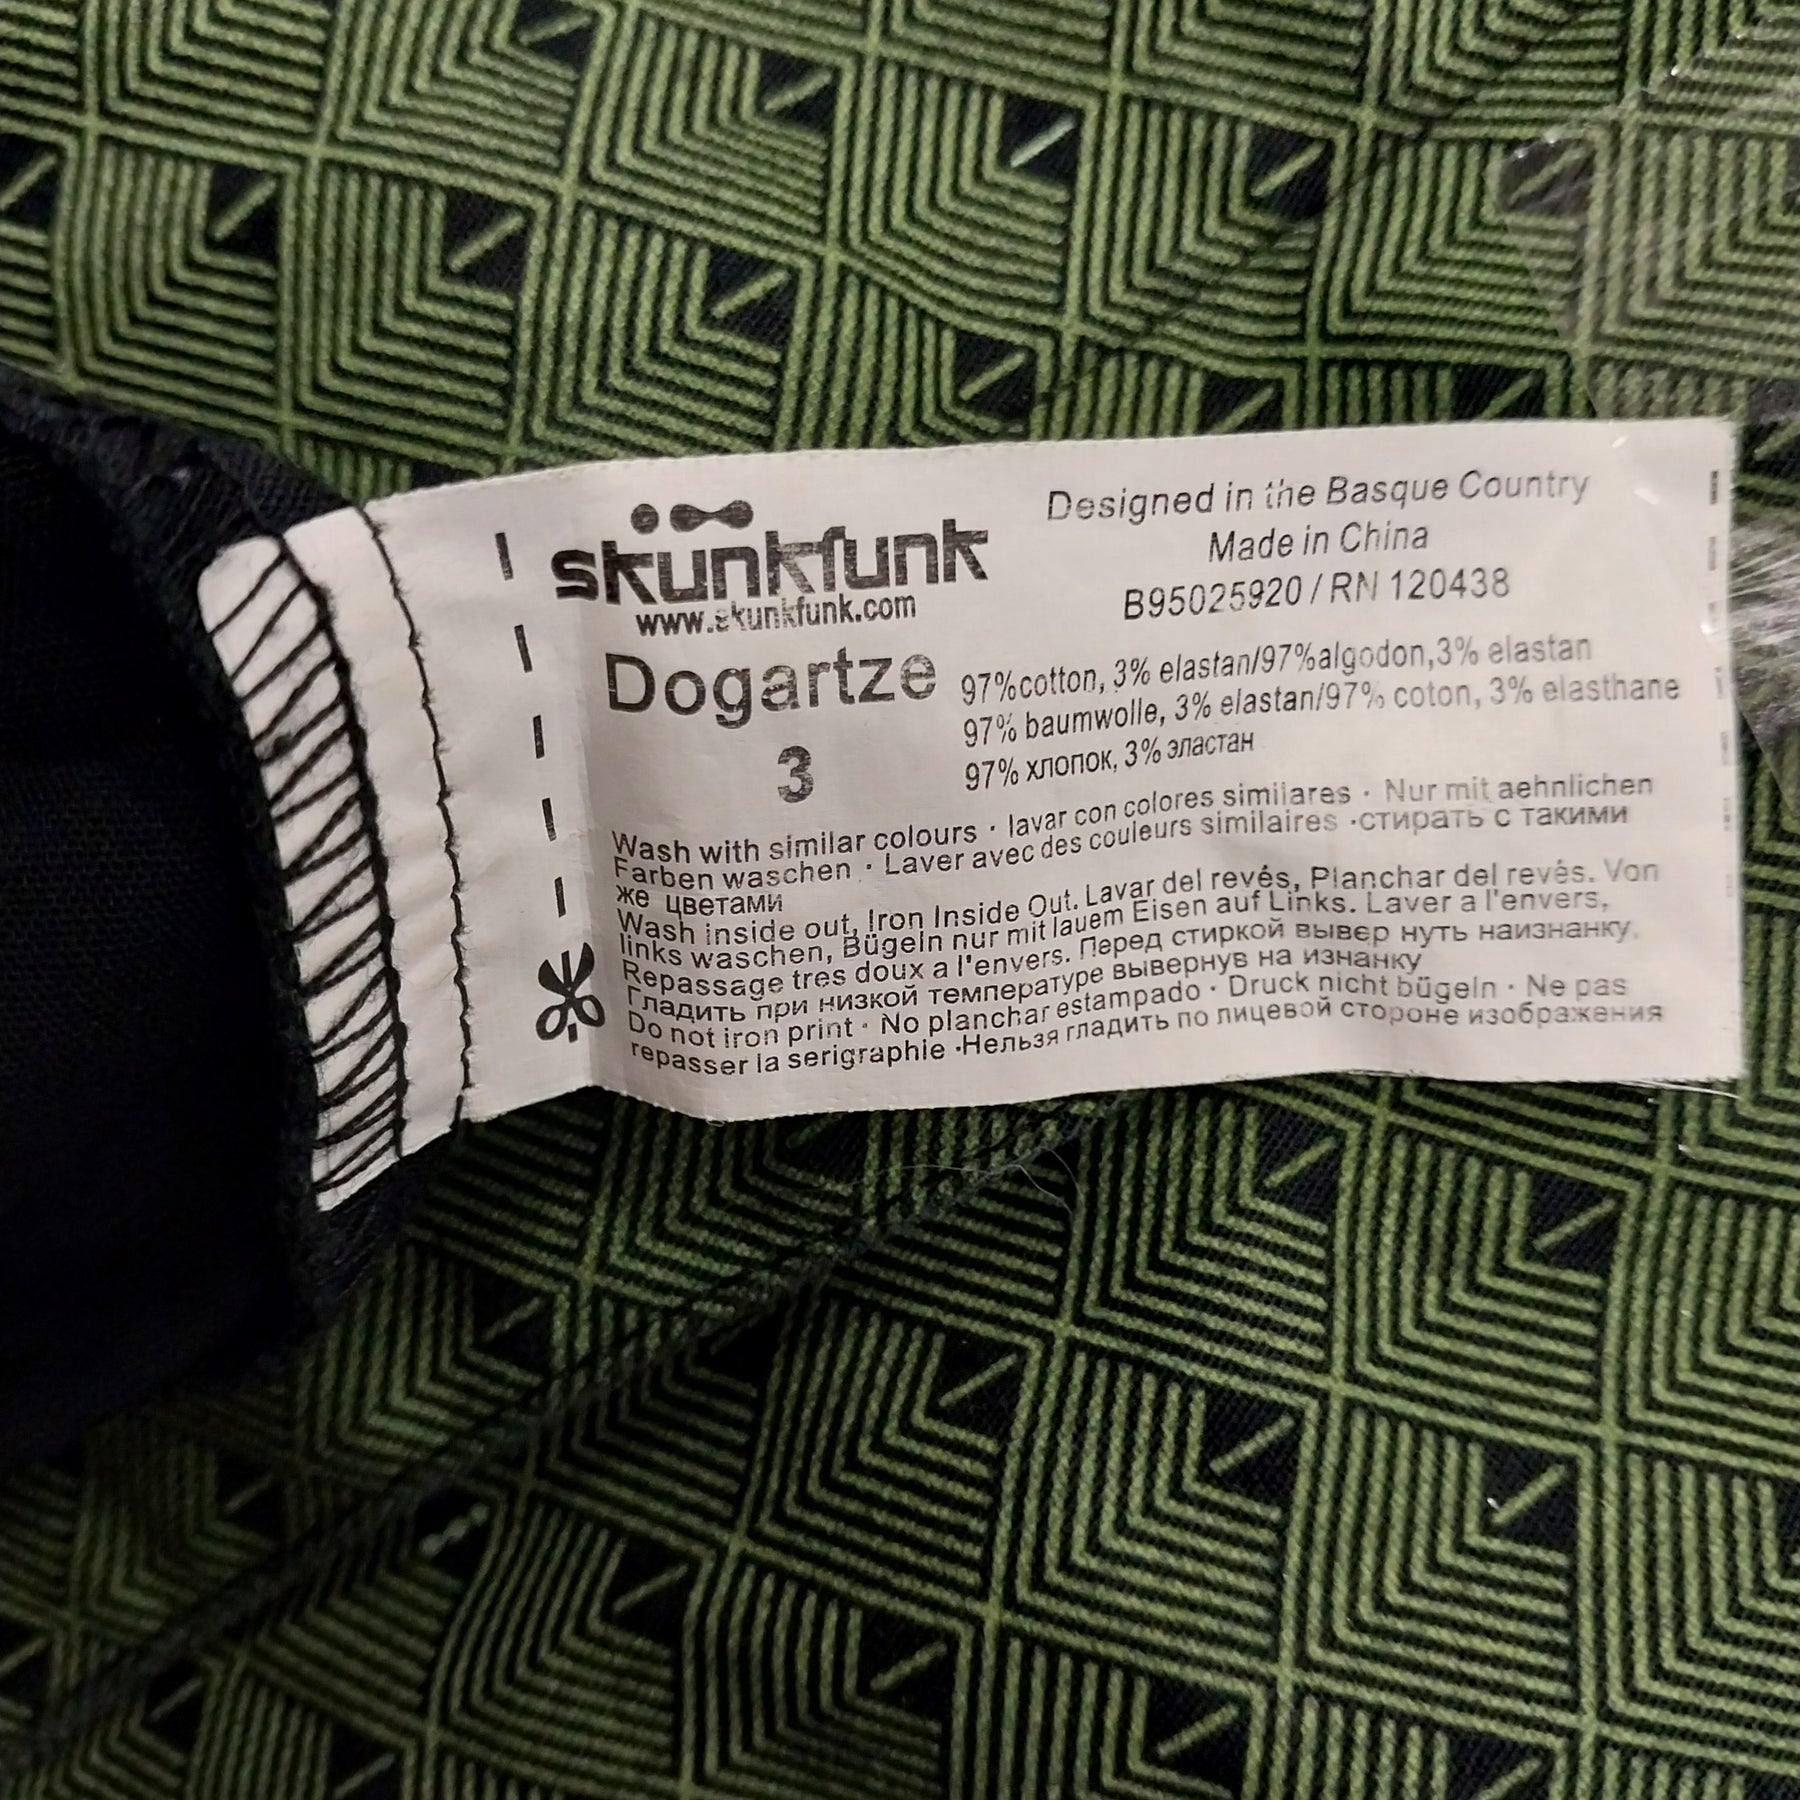 skunkfunk
www.skunkfunk.com
Dogartze
3
Designed in the Basque Country
Made in China
B95025920 / RN 120438
97%cotton, 3% elastan/97%algodon,3% elastan
97% baumwolle, 3% elastan/97% coton, 3% elasthane
97% хлопок, 3% эластан
Wash with similar colours · lavar con colores similares · Nur mit aehnlichen
Farben waschen · Laver avec des couleurs similaires ·стирать с такими
же цветами
Wash inside out, Iron Inside Out. Lavar del revés, Planchar del revés. Von
links waschen, Bügeln nur mit lauem Eisen auf Links. Laver a l'envers,
Repassage tres doux a l'envers. Перед стиркой вывер нуть наизнанку.
Гладить при низкой температуре вывернув на изнанку
Do not iron print · No planchar estampado · Druck nicht bügeln · Ne pas
repasser la serigraphie ·Нельзя гладить по лицевой стороне изображения